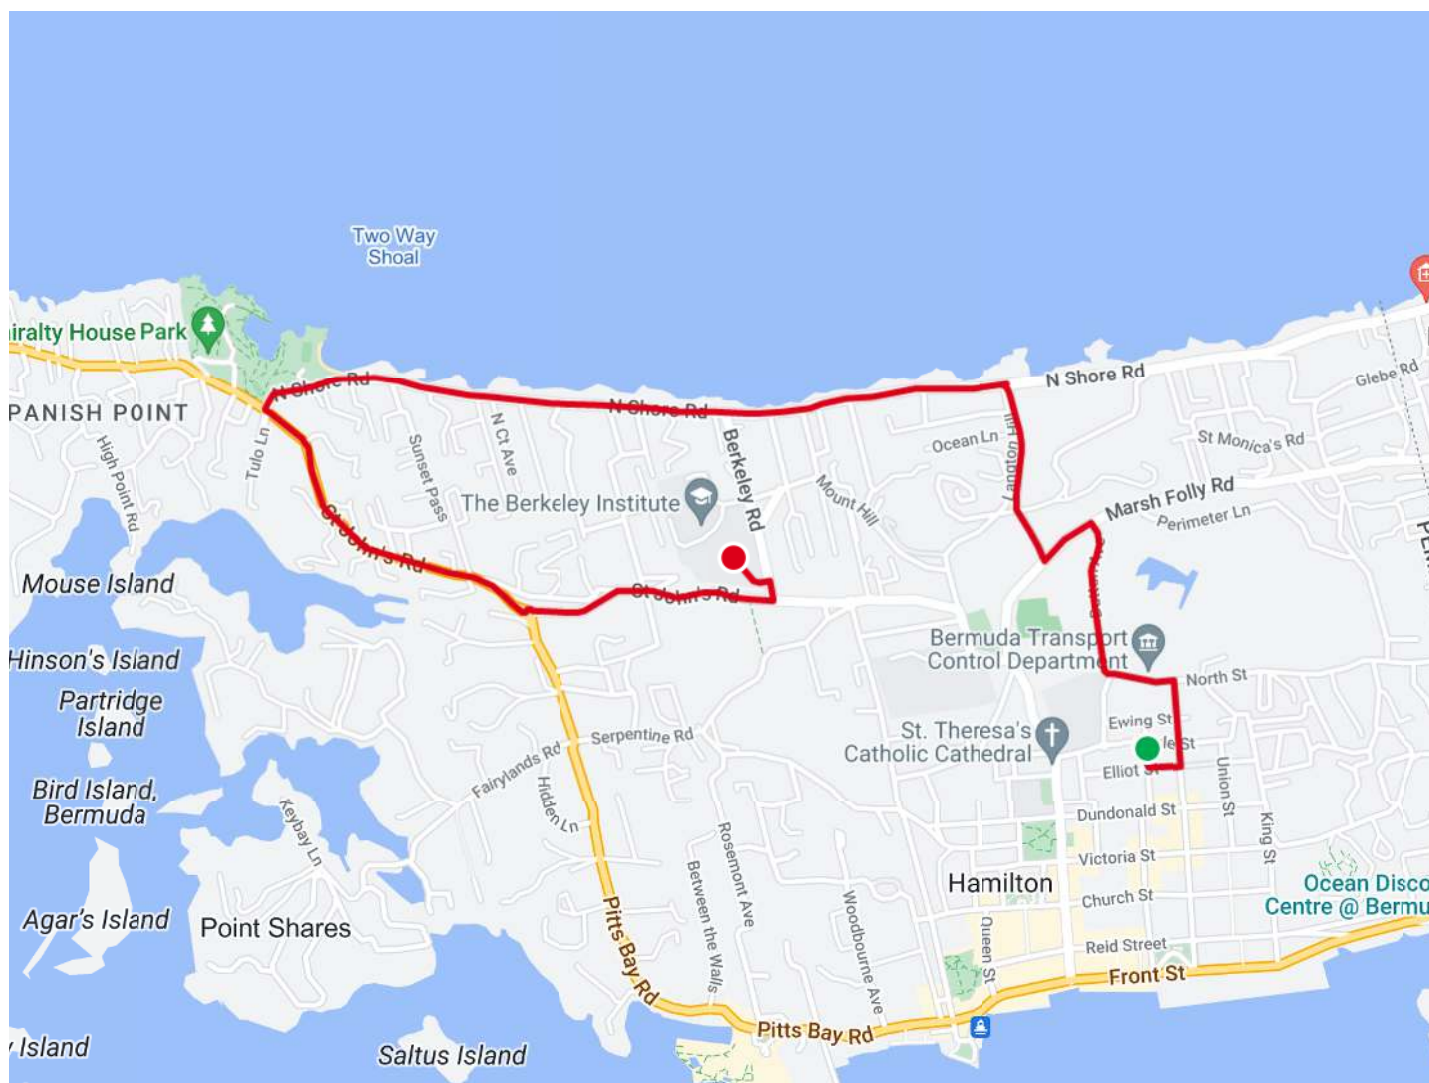 Two Way
Shoal
niralty House Park
N Shore Rd
N Shore Rd
N Shore Rd
Glebe Rd
PANISH POINT
Tulo Ln
High Point Rd
Sunset Pass
N Ct Ave
Berkeley Rd
Ocean Ln
Langton Hill
St Monica's Rd
The Berkeley Institute
Mount Hill
Marsh Folly Rd
Perimeter Ln
St John's Rd
Mouse Island
St John's Rd
Bermuda Transport
Control Department
Hinson's Island
North St
Partridge
Island
Ewing St
St. Theresa's
Catholic Cathedral
Serpentine Rd
le St
Fairylands Rd
Elliot St
Union St
Bird Island,
Bermuda
Hidden Ln
Dundonald St
Keybay Ln
Rosemont Ave
King St
Victoria St
Between the Walls
Hamilton
Ocean Disco
Centre @ Bermu
Church St
Agar's Island
Point Shares
Woodbourne Ave
Queen St
Reid Street
Pitts Bay Rd
Front St
Pitts Bay Rd
Island
Saltus Island